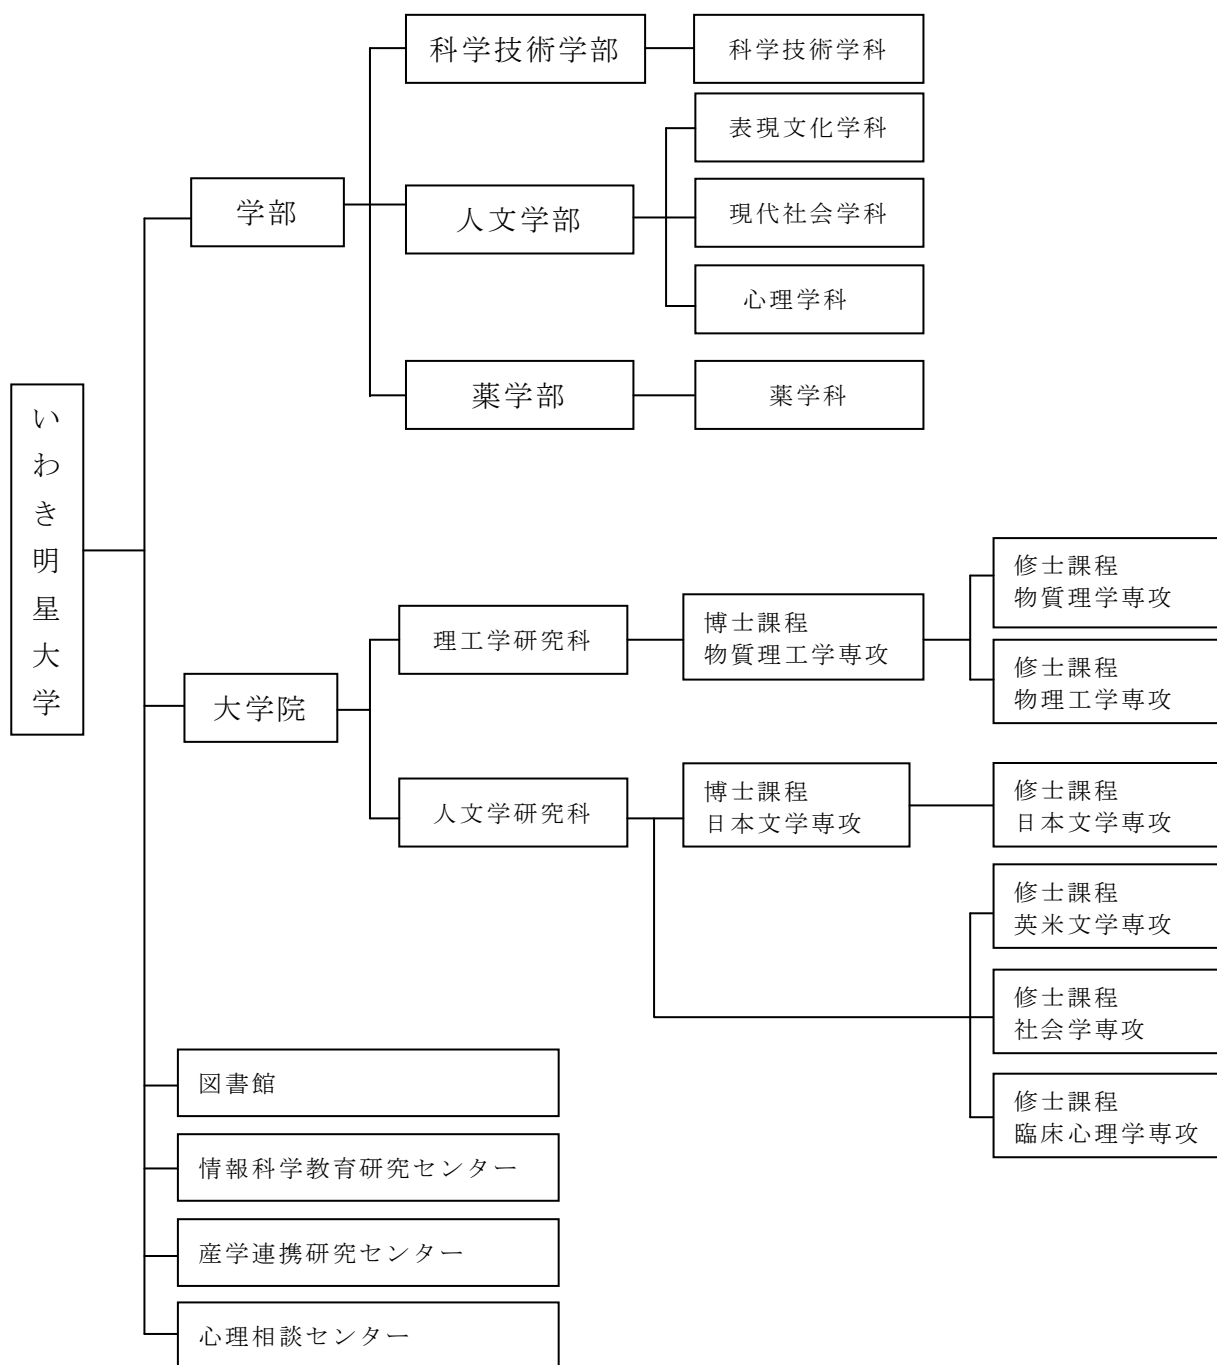 いわき明星大学
学部
科学技術学部
科学技術学科
人文学部
表現文化学科
現代社会学科
心理学科
薬学部
薬学科
大学院
理工学研究科
博士課程
物質理工学専攻
修士課程
物質理学専攻
修士課程
物理工学専攻
人文学研究科
博士課程
日本文学専攻
修士課程
日本文学専攻
修士課程
英米文学専攻
修士課程
社会学専攻
修士課程
臨床心理学専攻
図書館
情報科学教育研究センター
産学連携研究センター
心理相談センター